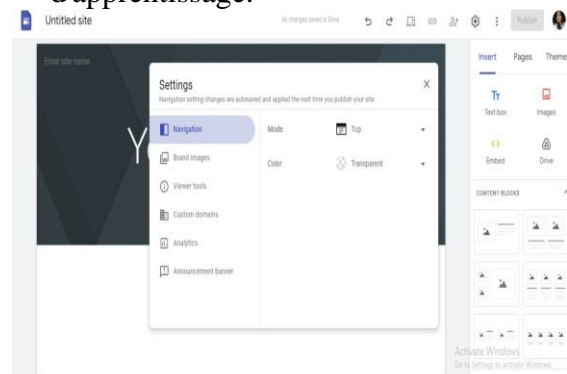 d'apprentissage.
Untitled site
All changes saved in Drive
Publish
Enter site name
Insert Pages Theme
Settings
Navigation setting changes are autosaved and applied the next time you publish your site
Navigation
Mode
Top
Brand images
Color
Transparent
Viewer tools
Custom domains
Analytics
Announcement banner
Text box
Images
Embed
Drive
CONTENT BLOCKS
Activate Windows
Go to Settings to activate Windows.